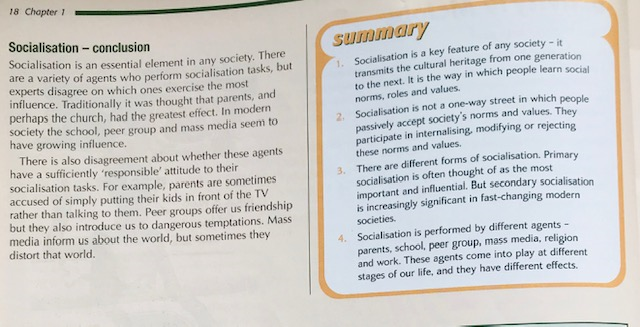 18 Chapter 1
Socialisation – conclusion
Socialisation is an essential element in any society. There
are a variety of agents who perform socialisation tasks, but
experts disagree on which ones exercise the most
influence. Traditionally it was thought that parents, and
perhaps the church, had the greatest effect. In modern
society the school, peer group and mass media seem to
have growing influence.
There is also disagreement about whether these agents
have a sufficiently ‘responsible’ attitude to their
socialisation tasks. For example, parents are sometimes
accused of simply putting their kids in front of the TV
rather than talking to them. Peer groups offer us friendship
but they also introduce us to dangerous temptations. Mass
media inform us about the world, but sometimes they
distort that world.
summary
1. Socialisation is a key feature of any society – it
transmits the cultural heritage from one generation
to the next. It is the way in which people learn social
norms, roles and values.
2. Socialisation is not a one-way street in which people
passively accept society's norms and values. They
participate in internalising, modifying or rejecting
these norms and values.
3. There are different forms of socialisation. Primary
socialisation is often thought of as the most
important and influential. But secondary socialisation
is increasingly significant in fast-changing modern
societies.
4. Socialisation is performed by different agents –
parents, school, peer group, mass media, religion
and work. These agents come into play at different
stages of our life, and they have different effects.